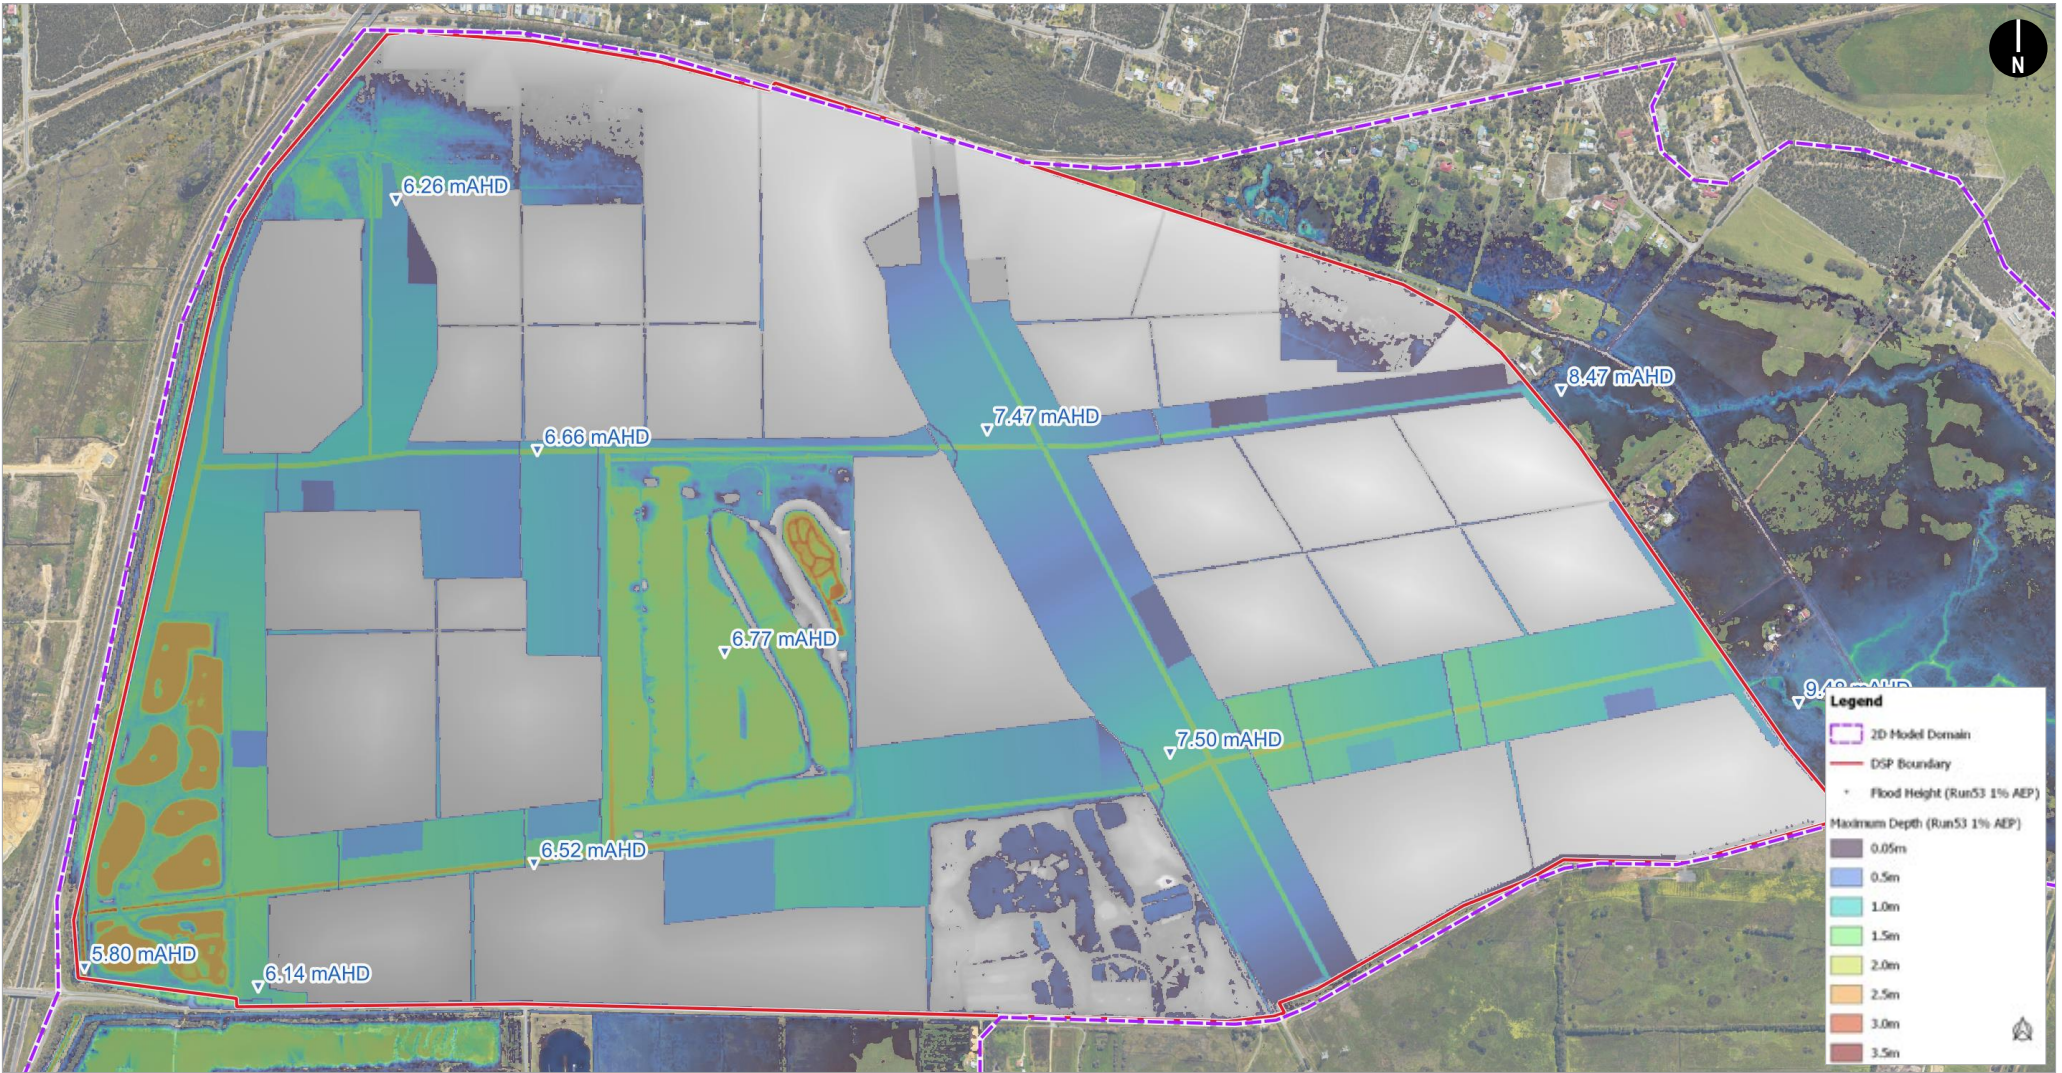 N
6.26 mAHD
8.47 mAHD
7.47 mAHD
6.66 mAHD
6.77 mAHD
7.50 mAHD
6.52 mAHD
5.80 mAHD
6.14 mAHD
Legend
2D Model Domain
DSP Boundary
Flood Height (Run53 1% AEP)
Maximum Depth (Run53 1% AEP)
0.05m
0.5m
1.0m
1.5m
2.0m
2.5m
3.0m
3.5m